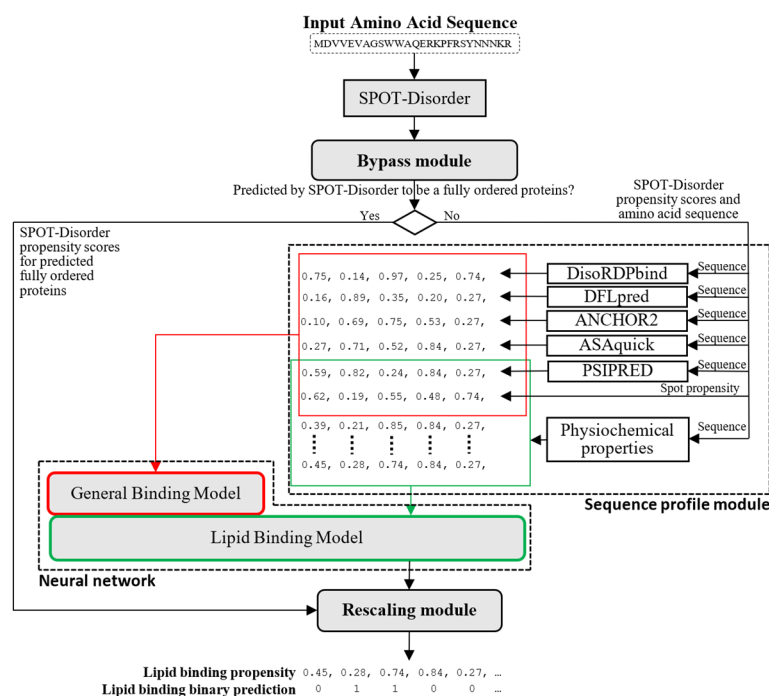 Input Amino Acid Sequence
MDVVEVAGSWWAQERKPFRSYNNNKR
SPOT-Disorder
Bypass module
Predicted by SPOT-Disorder to be a fully ordered proteins?
Yes
No
SPOT-Disorder
propensity scores and
amino acid sequence
SPOT-Disorder
propensity scores
for predicted
fully ordered
proteins
0.75, 0.14, 0.97, 0.25, 0.74,
DisoRDPbind
Sequence
0.16, 0.89, 0.35, 0.20, 0.27,
DFLpred
Sequence
0.10, 0.69, 0.75, 0.53, 0.27,
ANCHOR2
Sequence
0.27, 0.71, 0.52, 0.84, 0.27,
ASAquick
Sequence
0.59, 0.82, 0.24, 0.84, 0.27,
PSIPRED
Sequence
0.62, 0.19, 0.55, 0.48, 0.74,
Spot propensity
0.39, 0.21, 0.85, 0.84, 0.27,
Physiochemical
properties
Sequence
0.45, 0.28, 0.74, 0.84, 0.27,
Sequence profile module
General Binding Model
Lipid Binding Model
Neural network
Rescaling module
Lipid binding propensity 0.45, 0.28, 0.74, 0.84, 0.27, …
Lipid binding binary prediction 0 1 1 0 0 …